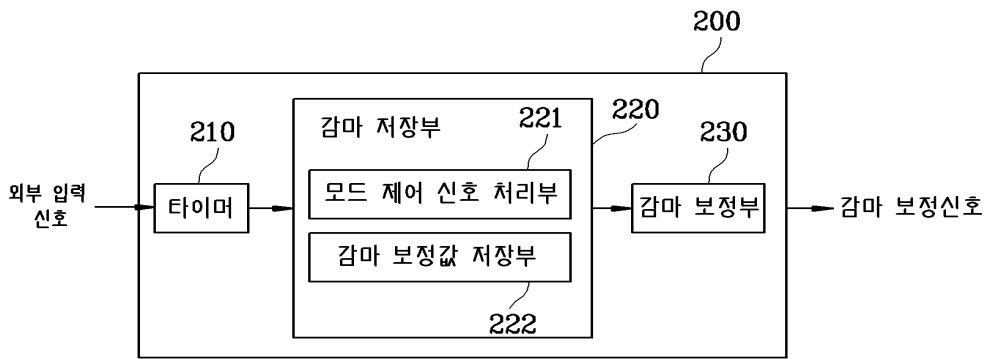 200
감마 저장부
221
220
210
230
외부 입력
신호
타이머
모드 제어 신호 처리부
감마 보정부
감마 보정신호
감마 보정값 저장부
222